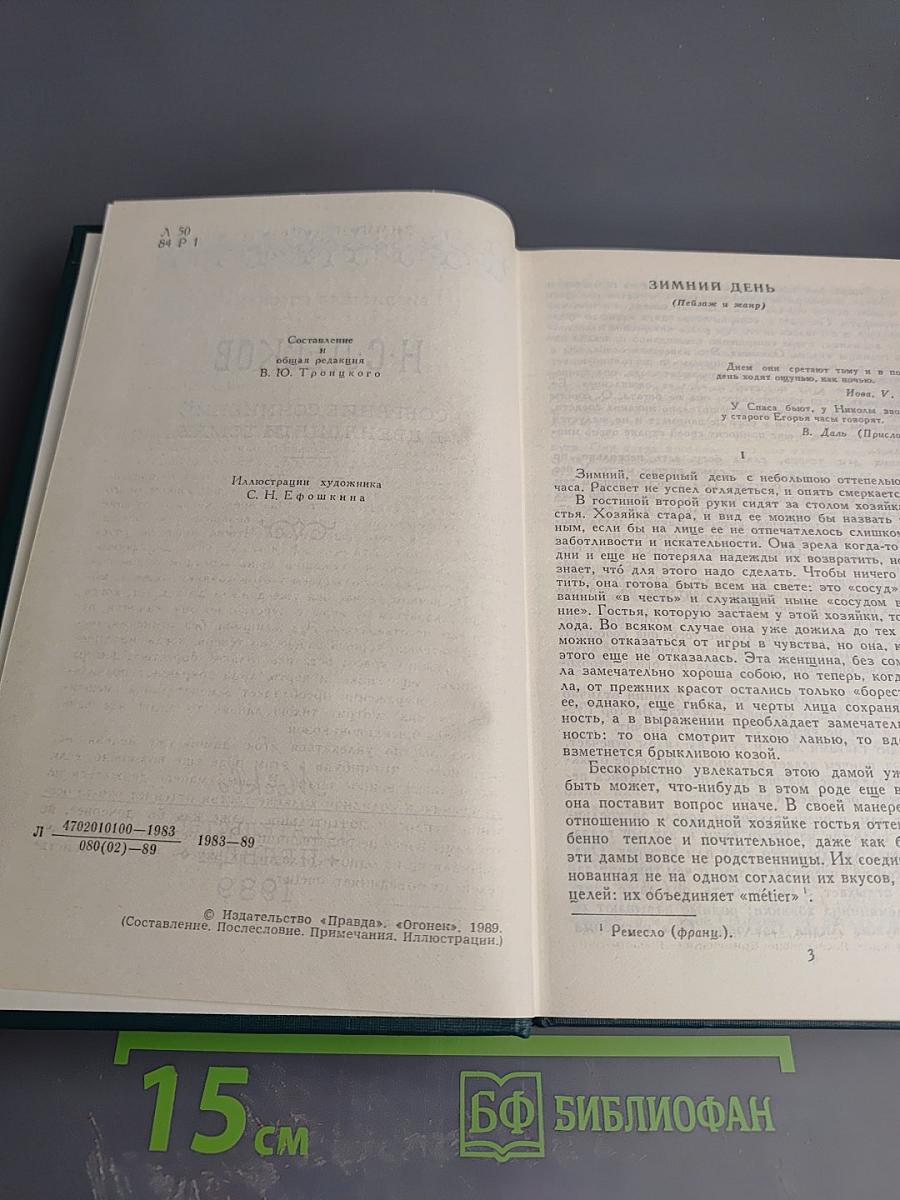 Л 50
84 Р 1
Составление
и
общая редакция
В. Ю. Троицкого
Иллюстрации художника
С. Н. Ефошкина
Л 4702010100—1983
080(02)—89
1983—89
© Издательство «Правда». «Огонек». 1989.
(Составление. Послесловие. Примечания. Иллюстрации.)
ЗИМНИЙ ДЕНЬ
(Пейзаж и жанр)
Днем они сретают тьму и в по
день ходят ощупью, как ночью.
Иова, V.
У Спаса бьют, у Николы зво
у старого Егорья часы говорят.
В. Даль (Присло
I
Зимний, северный день с небольшою оттепелью
часа. Рассвет не успел оглядеться, и опять смеркается
В гостиной второй руки сидят за столом хозяйка
стья. Хозяйка стара, и вид ее можно бы назвать
ным, если бы на лице ее не отпечатлелось слишком
заботливости и искательности. Она зрела когда-то
дни и еще не потеряла надежды их возвратить, но
знает, что́ для этого надо сделать. Чтобы ничего
тить, она готова быть всем на свете: это «сосуд»
ванный «в честь» и служащий ныне «сосудом в
ние». Гостья, которую застаем у этой хозяйки, то
лода. Во всяком случае она уже дожила до тех
можно отказаться от игры в чувства, но она, к
этого еще не отказалась. Эта женщина, без сом
ла замечательно хороша собою, но теперь, когд
ла, от прежних красот остались только «борест
ее, однако, еще гибка, и черты лица сохраня
ность, а в выражении преобладает замечател
ность: то она смотрит тихою ланью, то вд
взметнется брыкливою козой.
Бескорыстно увлекаться этою дамой уж
быть может, что-нибудь в этом роде еще в
она поставит вопрос иначе. В своей манере
отношению к солидной хозяйке гостья отте
бенно теплое и почтительное, даже как б
эти дамы вовсе не родственницы. Их соеди
нованная не на одном согласии их вкусов,
целей: их объединяет «métier» ¹.
¹ Ремесло (франц.).
3
15 см
БФ БИБЛИОФАН